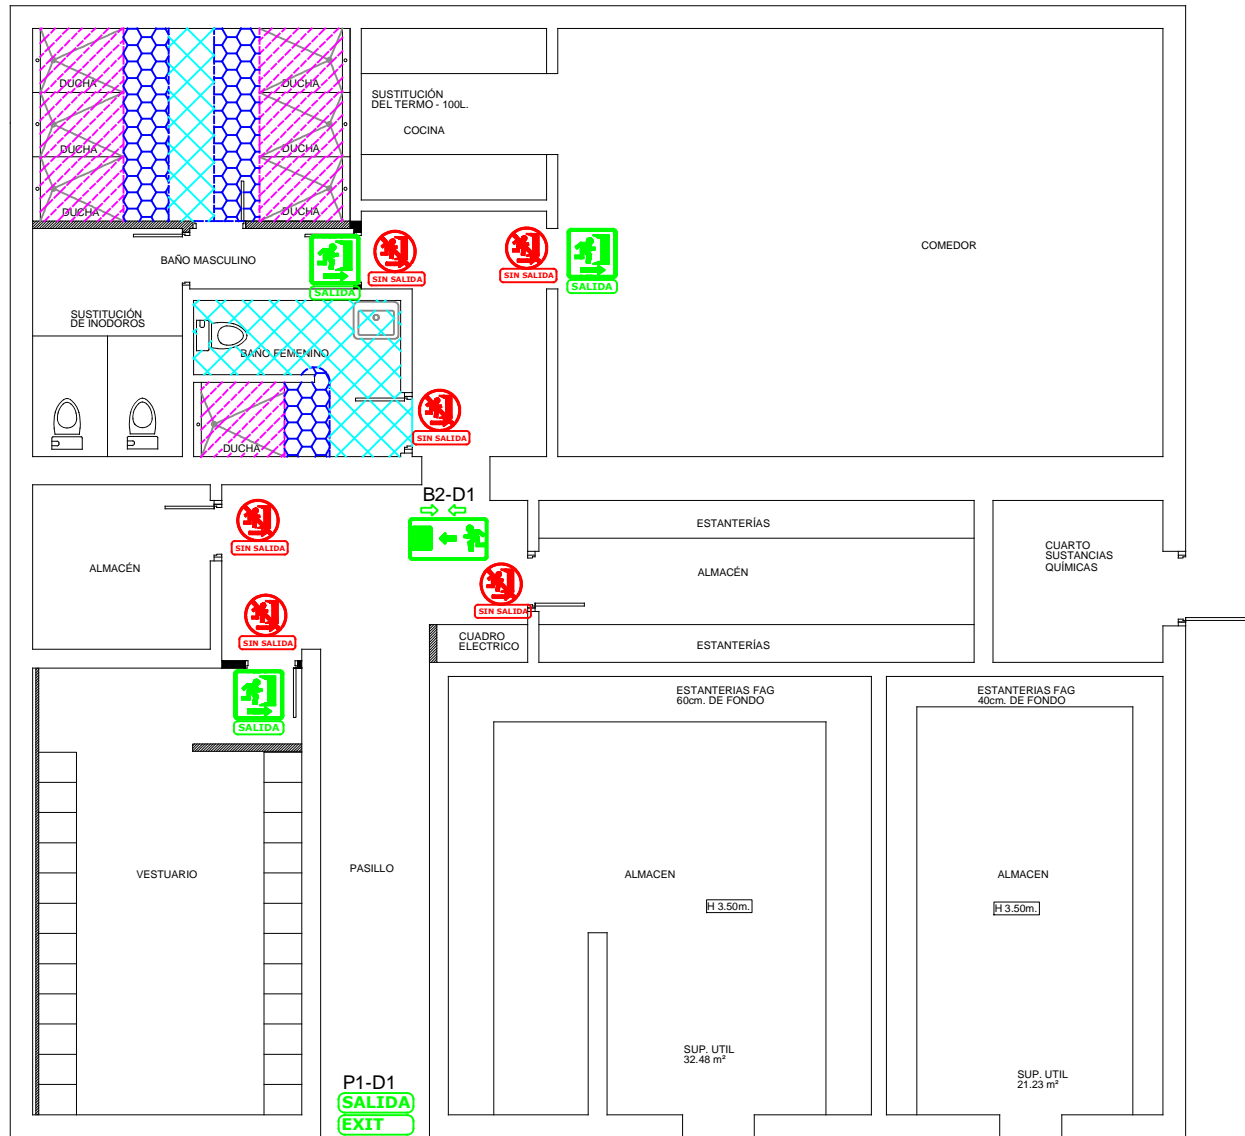 DUCHA
DUCHA
SUSTITUCIÓN
DEL TERMO - 100L.
COCINA
DUCHA
DUCHA
DUCHA
DUCHA
COMEDOR
BAÑO MASCULINO
SIN SALIDA
SIN SALIDA
SALIDA
SALIDA
SUSTITUCIÓN
DE INODOROS
BAÑO FEMENINO
SIN SALIDA
DUCHA
B2-D1
ESTANTERÍAS
SIN SALIDA
CUARTO
SUSTANCIAS
QUÍMICAS
ALMACÉN
ALMACÉN
SIN SALIDA
SIN SALIDA
CUADRO
ELECTRICO
ESTANTERÍAS
ESTANTERIAS FAG
60cm. DE FONDO
ESTANTERIAS FAG
40cm. DE FONDO
SALIDA
PASILLO
VESTUARIO
ALMACEN
ALMACEN
H 3.50m.
H 3.50m.
SUP. UTIL
32.48 m²
SUP. UTIL
21.23 m²
P1-D1
SALIDA
EXIT